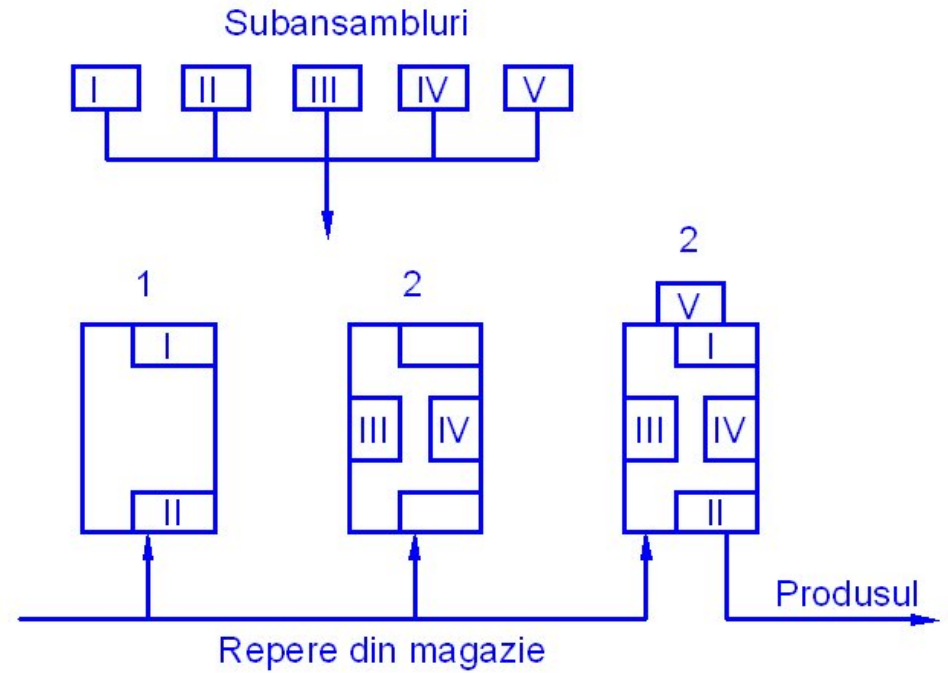 Subansambluri
I II III IV V
2
1 2
V
I I
III IV III IV
II II
Produsul
Repere din magazie